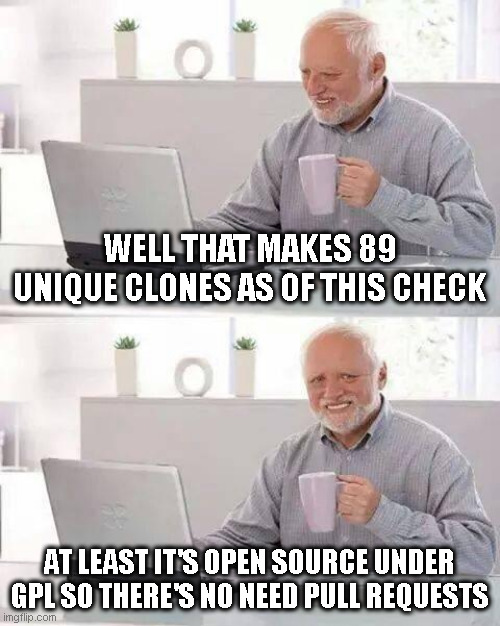 WELL THAT MAKES 89
UNIQUE CLONES AS OF THIS CHECK
AT LEAST IT'S OPEN SOURCE UNDER
GPL SO THERE'S NO NEED PULL REQUESTS
imgflip.com